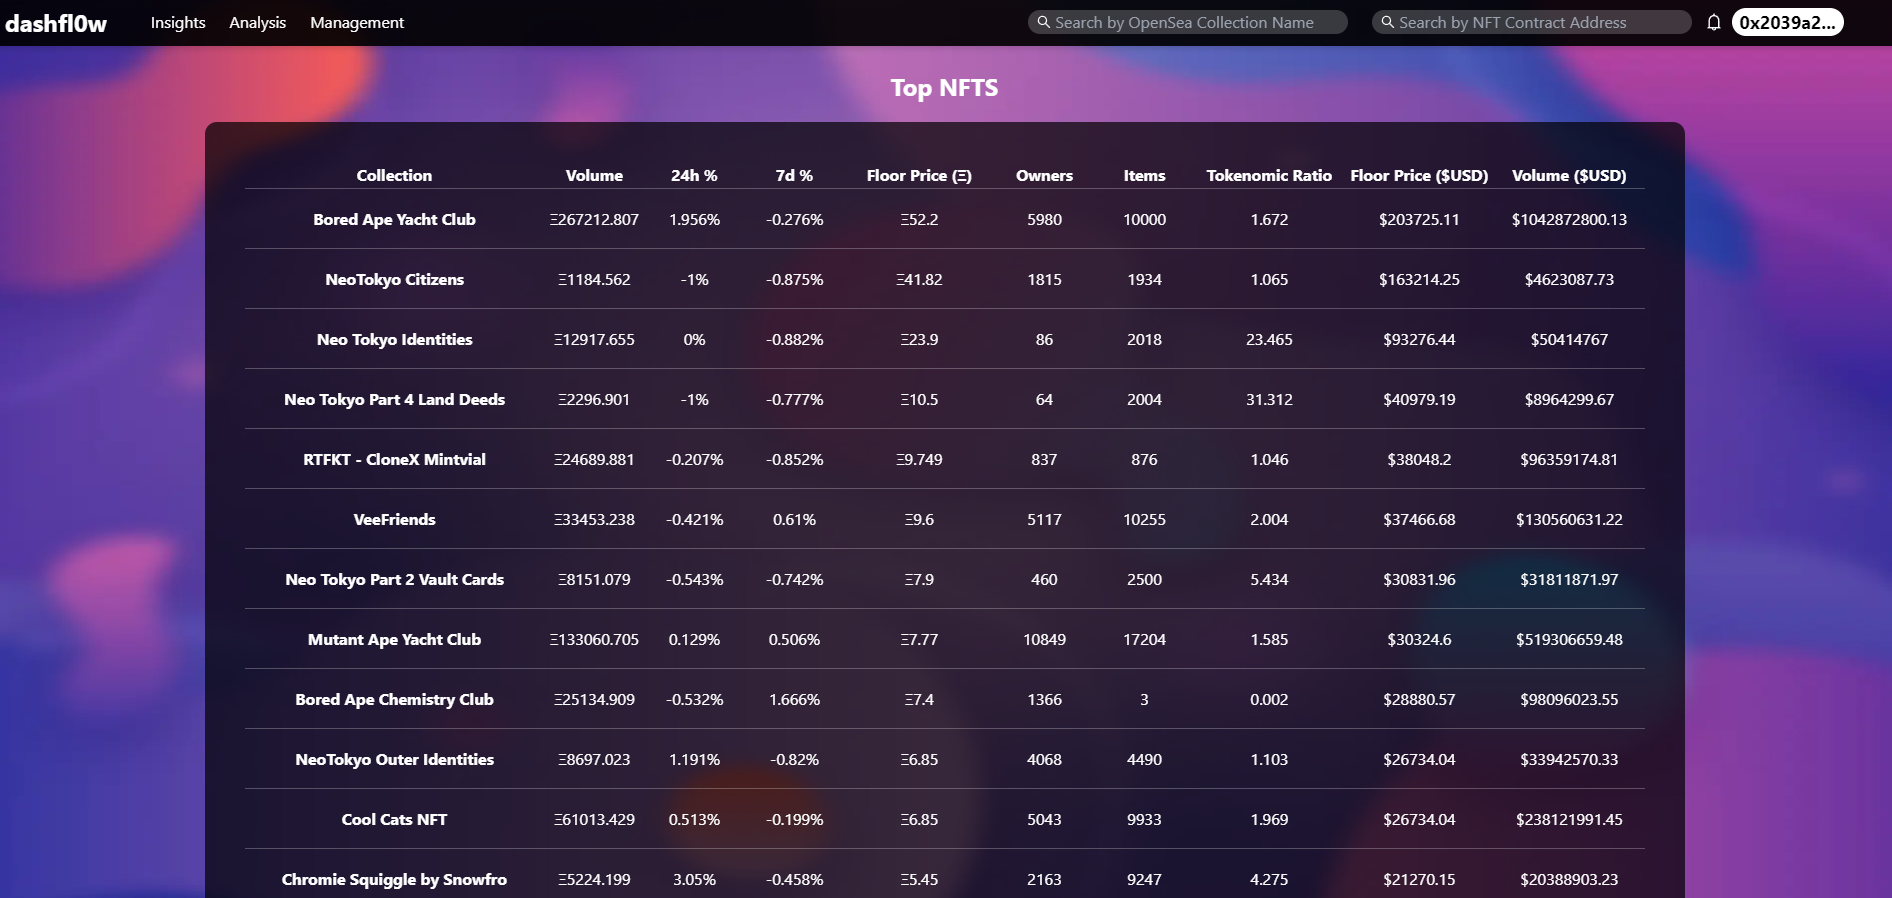 dashfl0w Insights Analysis Management Search by OpenSea Collection Name Search by NFT Contract Address 0x2039a2...
Top NFTS
Collection Volume 24h % 7d % Floor Price (Ξ) Owners Items Tokenomic Ratio Floor Price ($USD) Volume ($USD)
Bored Ape Yacht Club Ξ267212.807 1.956% -0.276% Ξ52.2 5980 10000 1.672 $203725.11 $1042872800.13
NeoTokyo Citizens Ξ1184.562 -1% -0.875% Ξ41.82 1815 1934 1.065 $163214.25 $4623087.73
Neo Tokyo Identities Ξ12917.655 0% -0.882% Ξ23.9 86 2018 23.465 $93276.44 $50414767
Neo Tokyo Part 4 Land Deeds Ξ2296.901 -1% -0.777% Ξ10.5 64 2004 31.312 $40979.19 $8964299.67
RTFKT - CloneX Mintvial Ξ24689.881 -0.207% -0.852% Ξ9.749 837 876 1.046 $38048.2 $96359174.81
VeeFriends Ξ33453.238 -0.421% 0.61% Ξ9.6 5117 10255 2.004 $37466.68 $130560631.22
Neo Tokyo Part 2 Vault Cards Ξ8151.079 -0.543% -0.742% Ξ7.9 460 2500 5.434 $30831.96 $31811871.97
Mutant Ape Yacht Club Ξ133060.705 0.129% 0.506% Ξ7.77 10849 17204 1.585 $30324.6 $519306659.48
Bored Ape Chemistry Club Ξ25134.909 -0.532% 1.666% Ξ7.4 1366 3 0.002 $28880.57 $98096023.55
NeoTokyo Outer Identities Ξ8697.023 1.191% -0.82% Ξ6.85 4068 4490 1.103 $26734.04 $33942570.33
Cool Cats NFT Ξ61013.429 0.513% -0.199% Ξ6.85 5043 9933 1.969 $26734.04 $238121991.45
Chromie Squiggle by Snowfro Ξ5224.199 3.05% -0.458% Ξ5.45 2163 9247 4.275 $21270.15 $20388903.23